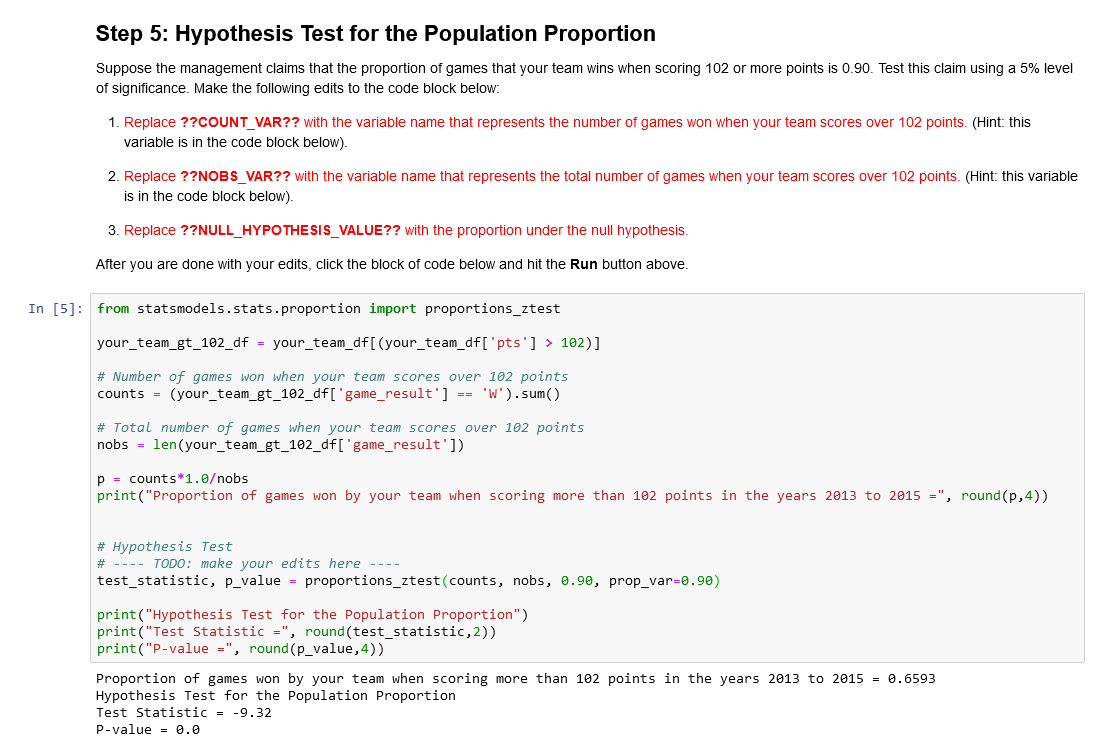 Step 5: Hypothesis Test for the Population Proportion
Suppose the management claims that the proportion of games that your team wins when scoring 102 or more points is 0.90. Test this claim using a 5% level
of significance. Make the following edits to the code block below:
1. Replace ??COUNT_VAR?? with the variable name that represents the number of games won when your team scores over 102 points. (Hint: this
variable is in the code block below).
2. Replace ??NOBS_VAR?? with the variable name that represents the total number of games when your team scores over 102 points. (Hint: this variable
is in the code block below).
3. Replace ??NULL_HYPOTHESIS_VALUE?? with the proportion under the null hypothesis.
After you are done with your edits, click the block of code below and hit the Run button above.
In [5]: from statsmodels.stats.proportion import proportions_ztest
your_team_gt_102_df = your_team_df[(your_team_df['pts'] > 102)]
# Number of games won when your team scores over 102 points
counts = (your_team_gt_102_df['game_result'] == 'W').sum()
# Total number of games when your team scores over 102 points
nobs = len(your_team_gt_102_df['game_result'])
p = counts*1.0/nobs
print("Proportion of games won by your team when scoring more than 102 points in the years 2013 to 2015 =", round(p,4))
# Hypothesis Test
# ---- TODO: make your edits here ----
test_statistic, p_value = proportions_ztest(counts, nobs, 0.90, prop_var=0.90)
print("Hypothesis Test for the Population Proportion")
print("Test Statistic =", round(test_statistic,2))
print("P-value =", round(p_value,4))
Proportion of games won by your team when scoring more than 102 points in the years 2013 to 2015 = 0.6593
Hypothesis Test for the Population Proportion
Test Statistic = -9.32
P-value = 0.0